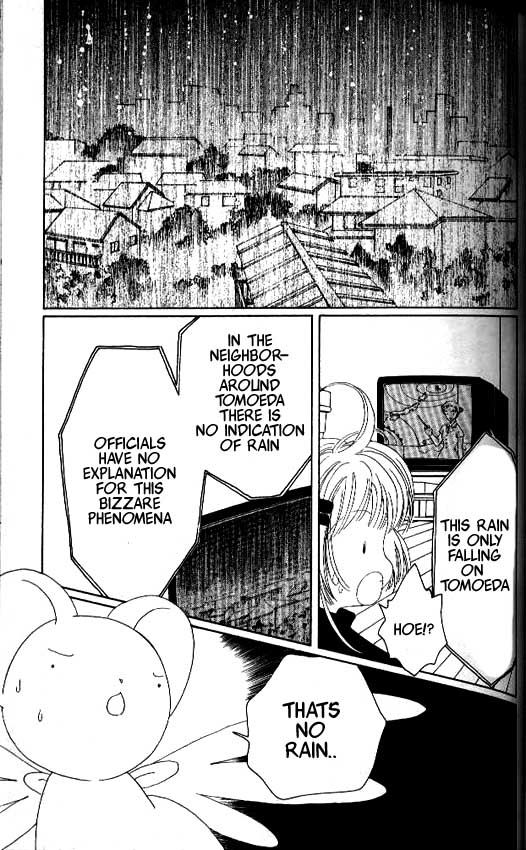 THIS RAIN
IS ONLY
FALLING
ON
TOMOEDA
HOE!?
IN THE
NEIGHBOR-
HOODS
AROUND
TOMOEDA
THERE IS
NO INDICATION
OF RAIN
OFFICIALS
HAVE NO
EXPLANATION
FOR THIS
BIZZARE
PHENOMENA
THATS
NO
RAIN..